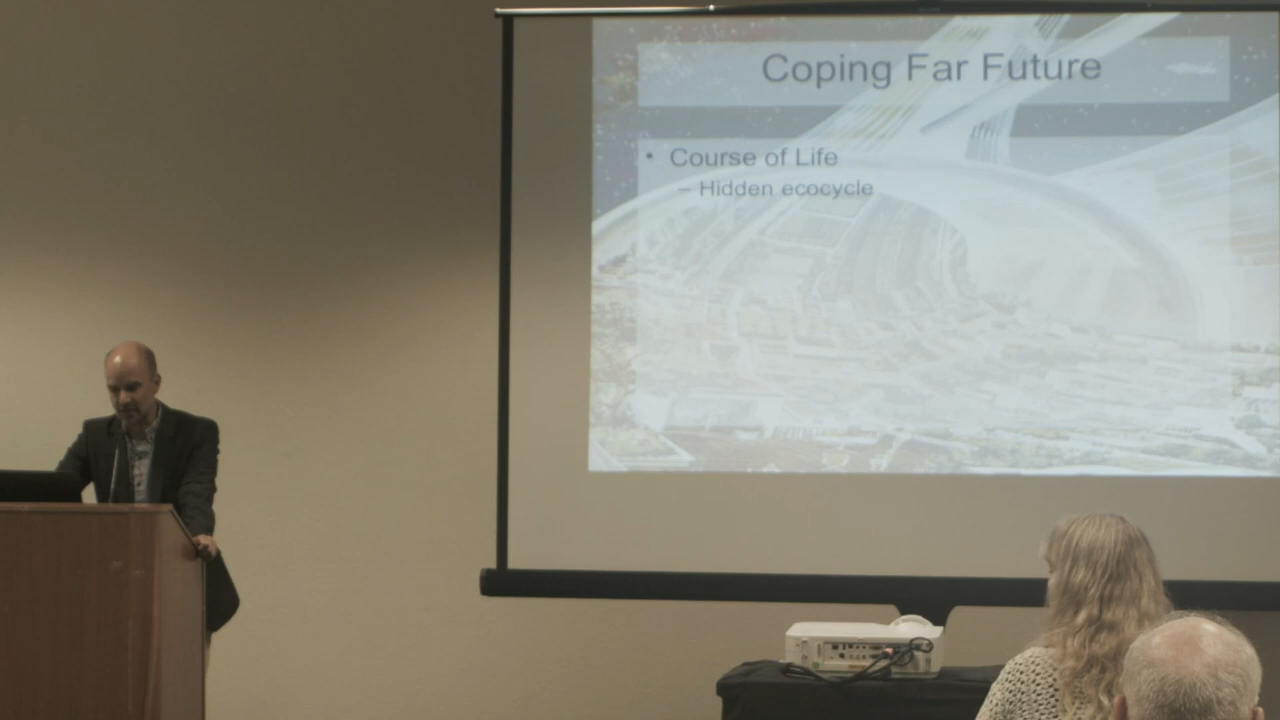 Coping Far Future
• Course of Life
– Hidden ecocycle